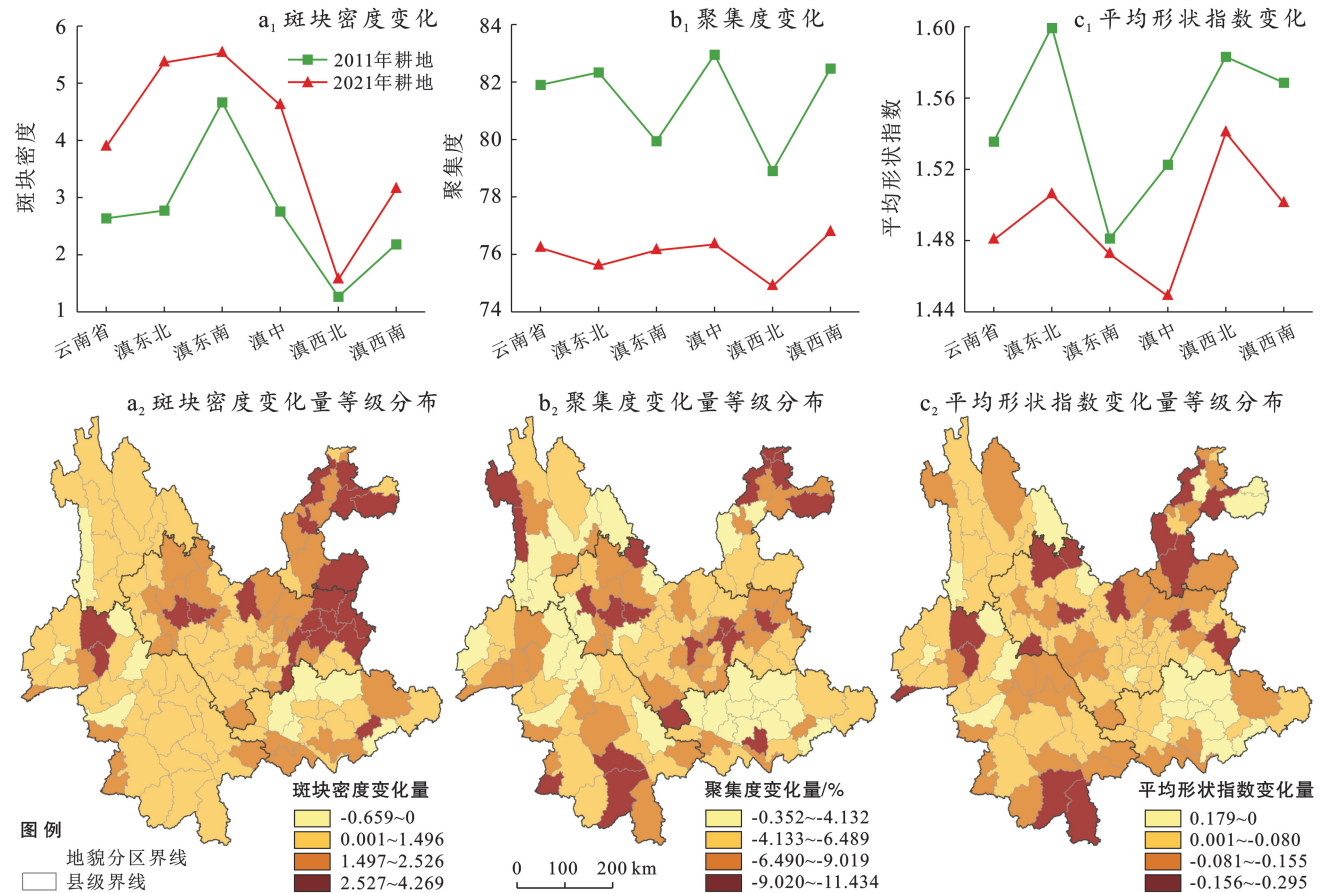 a₁ 斑块密度变化
6
5
4
3
2
1
斑块密度
2011年耕地
2021年耕地
云南省
滇东北
滇东南
滇中
滇西北
滇西南
b₁ 聚集度变化
84
82
80
78
76
74
聚集度
云南省
滇东北
滇东南
滇中
滇西北
滇西南
c₁ 平均形状指数变化
1.60
1.56
1.52
1.48
1.44
平均形状指数
云南省
滇东北
滇东南
滇中
滇西北
滇西南
a₂ 斑块密度变化量等级分布
图例
地貌分区界线
县级界线
斑块密度变化量
-0.659~0
0.001~1.496
1.497~2.526
2.527~4.269
b₂ 聚集度变化量等级分布
聚集度变化量/%
-0.352~-4.132
-4.133~-6.489
-6.490~-9.019
-9.020~-11.434
0 100 200 km
c₂ 平均形状指数变化量等级分布
平均形状指数变化量
0.179~0
0.001~-0.080
-0.081~-0.155
-0.156~-0.295